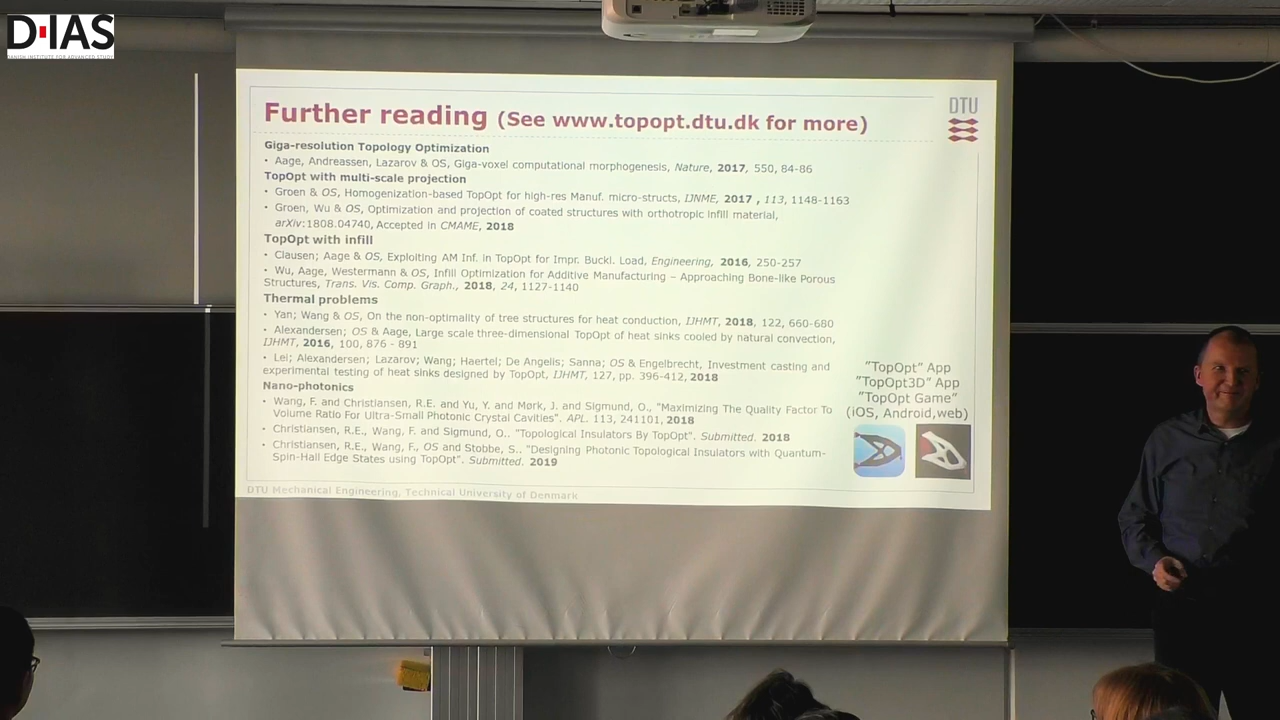 D·IAS
DANISH INSTITUTE FOR ADVANCED STUDY
Further reading (See www.topopt.dtu.dk for more)
DTU
Giga-resolution Topology Optimization
• Aage, Andreassen, Lazarov & OS, Giga-voxel computational morphogenesis, Nature, 2017, 550, 84-86
TopOpt with multi-scale projection
• Groen & OS, Homogenization-based TopOpt for high-res Manuf. micro-structs, IJNME, 2017 , 113, 1148-1163
• Groen, Wu & OS, Optimization and projection of coated structures with orthotropic infill material,
arXiv:1808.04740, Accepted in CMAME, 2018
TopOpt with infill
• Clausen; Aage & OS, Exploiting AM Inf. in TopOpt for Impr. Buckl. Load, Engineering, 2016, 250-257
• Wu, Aage, Westermann & OS, Infill Optimization for Additive Manufacturing – Approaching Bone-like Porous
Structures, Trans. Vis. Comp. Graph., 2018, 24, 1127-1140
Thermal problems
• Yan; Wang & OS, On the non-optimality of tree structures for heat conduction, IJHMT, 2018, 122, 660-680
• Alexandersen; OS & Aage, Large scale three-dimensional TopOpt of heat sinks cooled by natural convection,
IJHMT, 2016, 100, 876 - 891
• Lei; Alexandersen; Lazarov; Wang; Haertel; De Angelis; Sanna; OS & Engelbrecht, Investment casting and
experimental testing of heat sinks designed by TopOpt, IJHMT, 127, pp. 396-412, 2018
Nano-photonics
• Wang, F. and Christiansen, R.E. and Yu, Y. and Mørk, J. and Sigmund, O., "Maximizing The Quality Factor To
Volume Ratio For Ultra-Small Photonic Crystal Cavities". APL. 113, 241101, 2018
• Christiansen, R.E., Wang, F. and Sigmund, O.. "Topological Insulators By TopOpt". Submitted. 2018
• Christiansen, R.E., Wang, F., OS and Stobbe, S.. "Designing Photonic Topological Insulators with Quantum-
Spin-Hall Edge States using TopOpt". Submitted. 2019
"TopOpt" App
"TopOpt3D" App
"TopOpt Game"
(iOS, Android,web)
DTU Mechanical Engineering, Technical University of Denmark